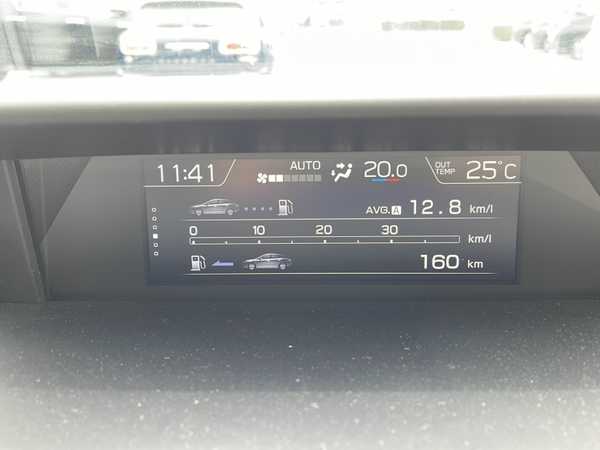 11:41 AUTO 20.0 OUT TEMP 25°C
AVG. A 12.8 km/l
0 10 20 30 km/l
160 km